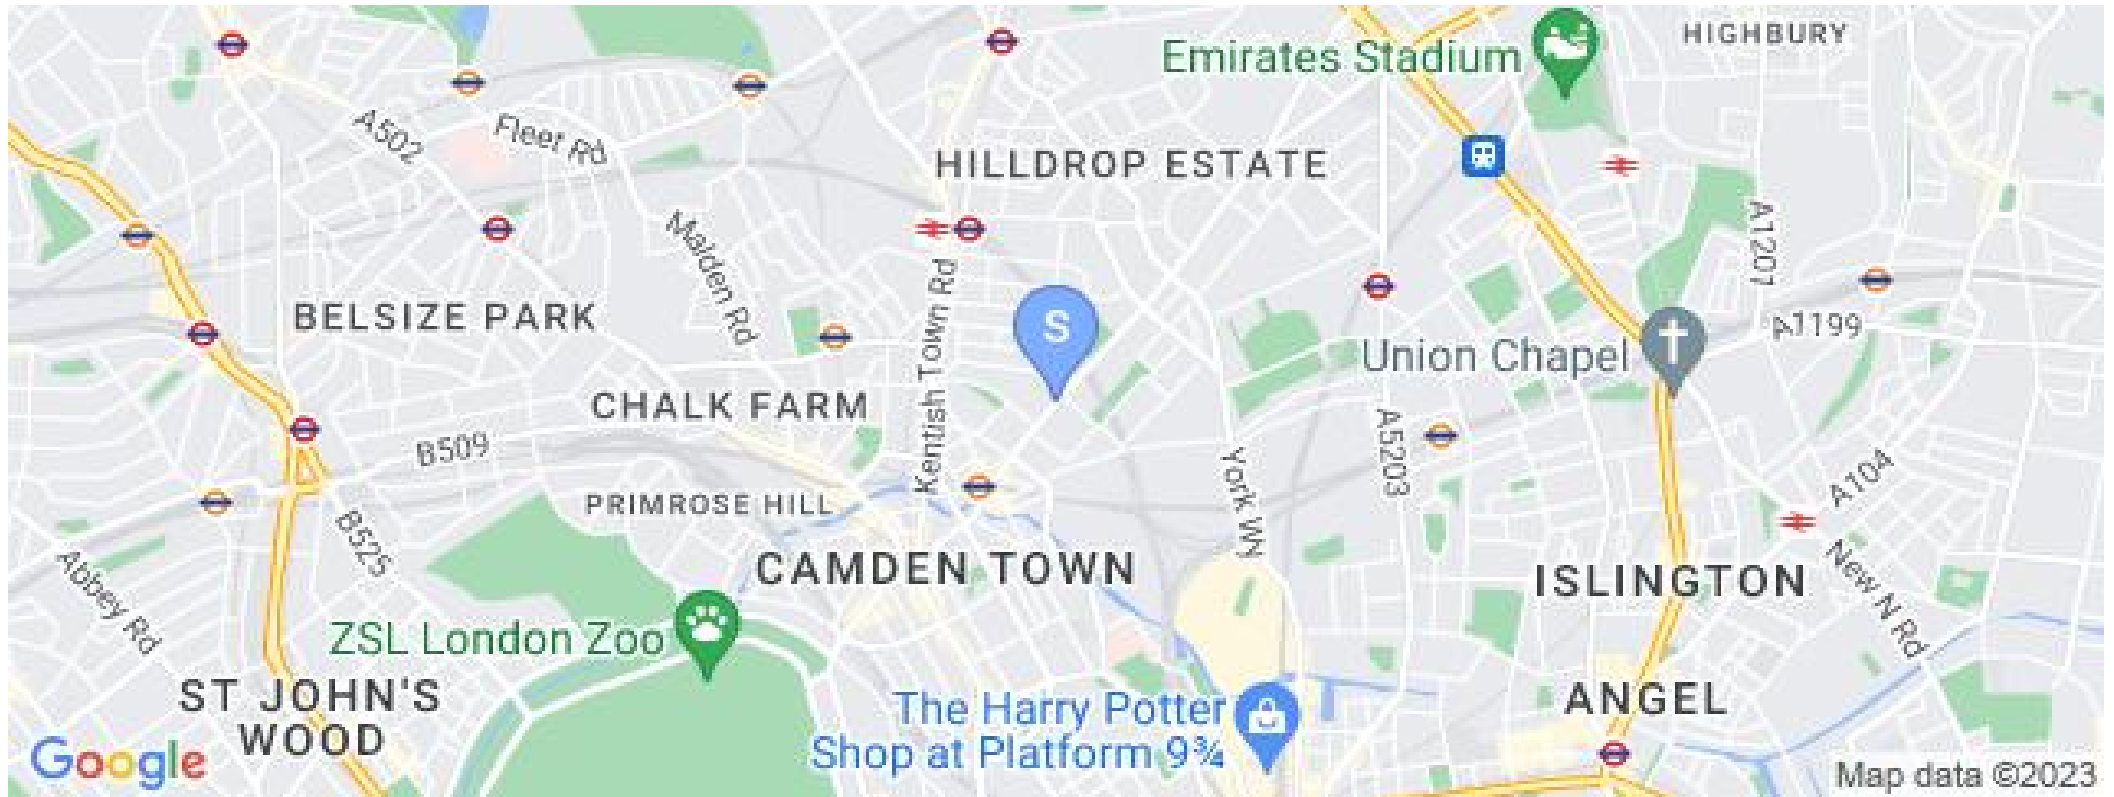 Emirates Stadium
HIGHBURY
A502
Fleet Rd
HILLDROP ESTATE
Malden Rd
A1201
Kentish Town Rd
BELSIZE PARK
S
A1199
Union Chapel
CHALK FARM
B509
A5203
York Wy
A104
PRIMROSE HILL
B525
Abbey Rd
CAMDEN TOWN
ISLINGTON
New N Rd
ZSL London Zoo
ST JOHN'S
WOOD
The Harry Potter
Shop at Platform 9¾
ANGEL
Google
Map data ©2023